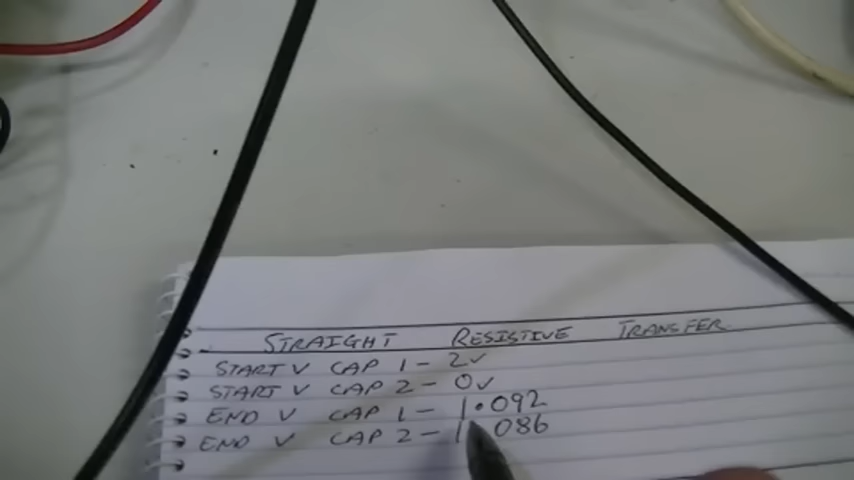 STRAIGHT RESISTIVE TRANSFER
START V CAP 1 - 2V
START V CAP 2 - 0V
END V CAP 1 - 1.092
END V CAP 2 - 1.086